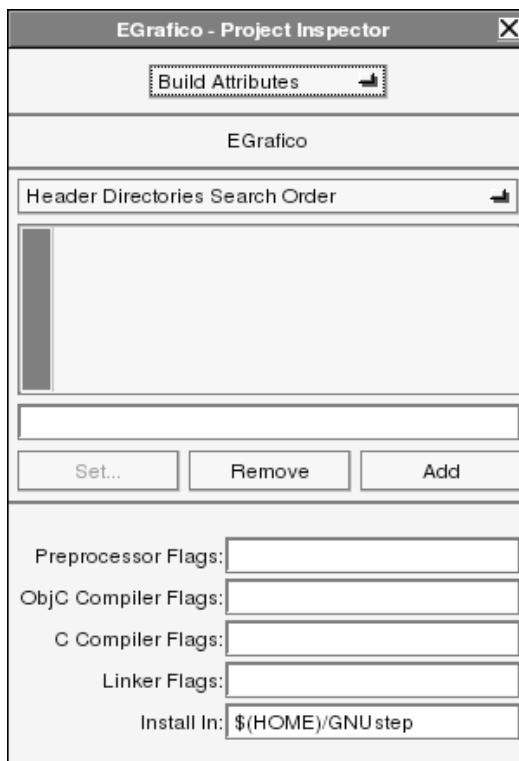 EGrafico - Project Inspector
Build Attributes
EGrafico
Header Directories Search Order
Set... Remove Add
Preprocessor Flags:
ObjC Compiler Flags:
C Compiler Flags:
Linker Flags:
Install In: $(HOME)/GNUstep